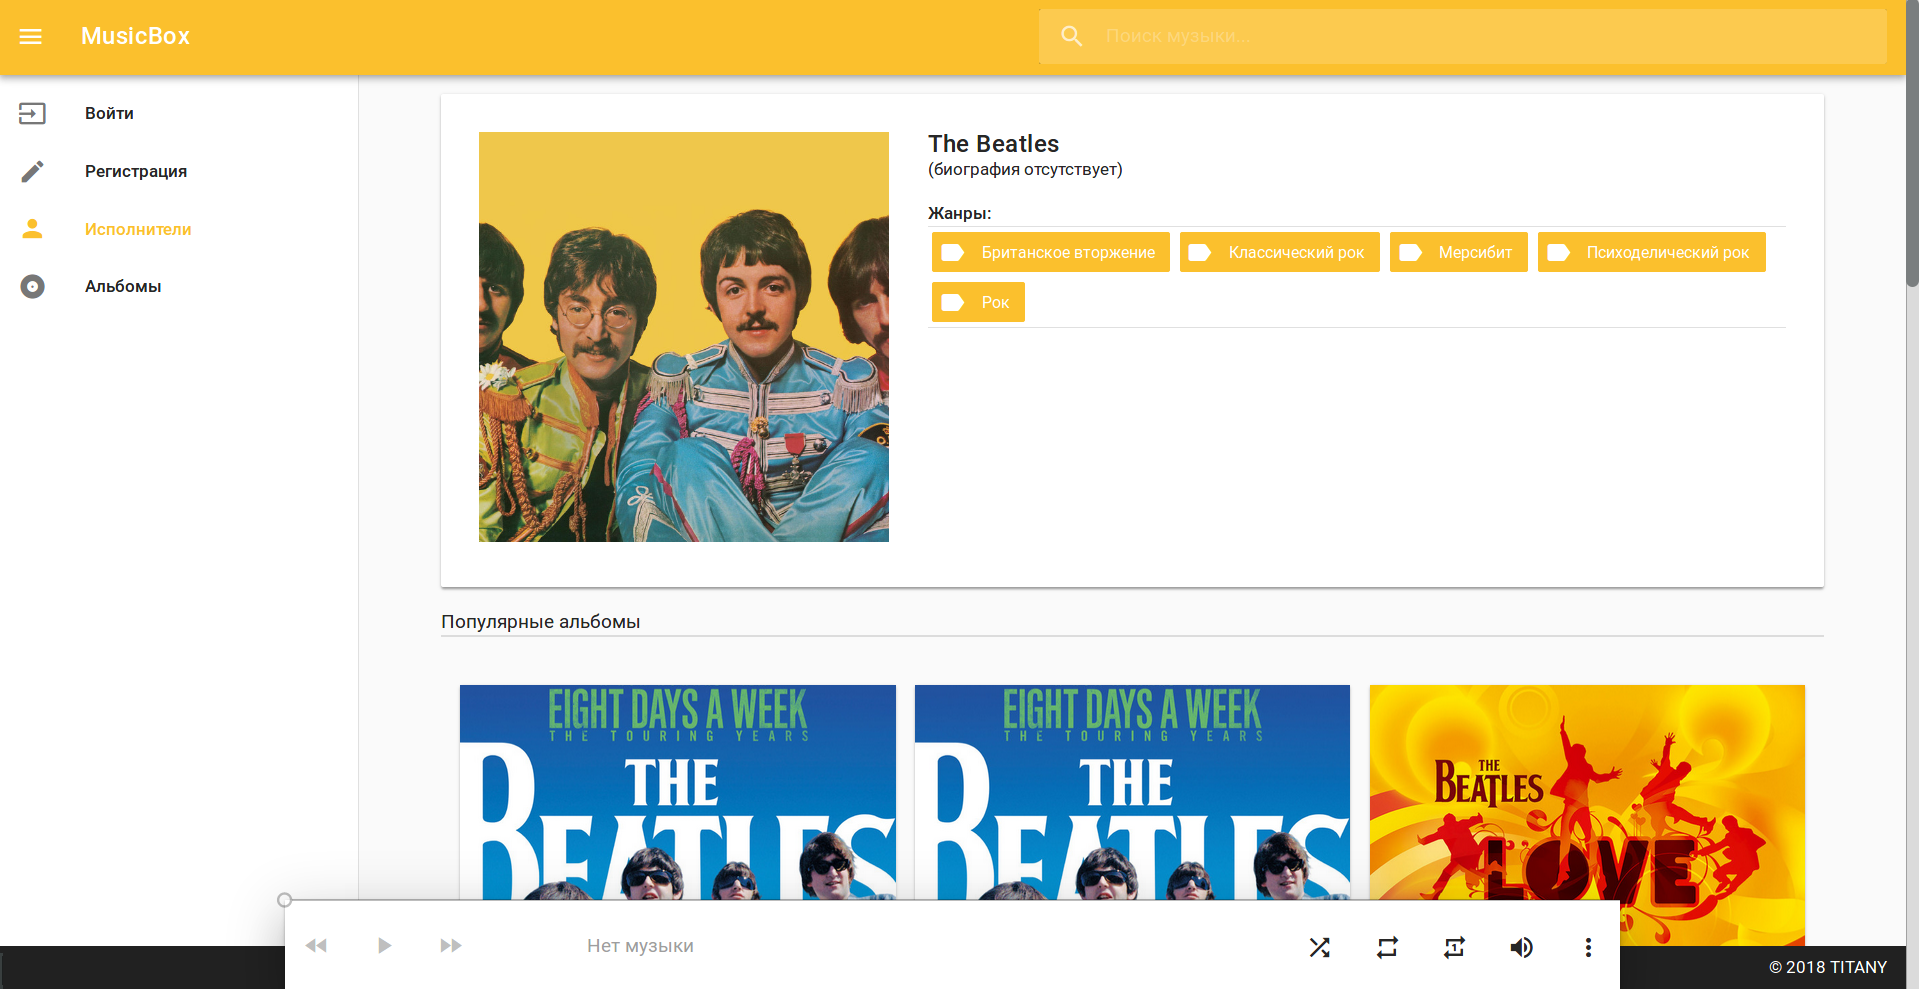 MusicBox
Поиск музыки...
Войти
Регистрация
Исполнители
Альбомы
The Beatles
(биография отсутствует)
Жанры:
Британское вторжение
Классический рок
Мерсибит
Психоделический рок
Рок
Популярные альбомы
EIGHT DAYS A WEEK
THE TOURING YEARS
THE
BEATLES
EIGHT DAYS A WEEK
THE TOURING YEARS
THE
BEATLES
THE
BEATLES
LOVE
Нет музыки
1
© 2018 TITANY